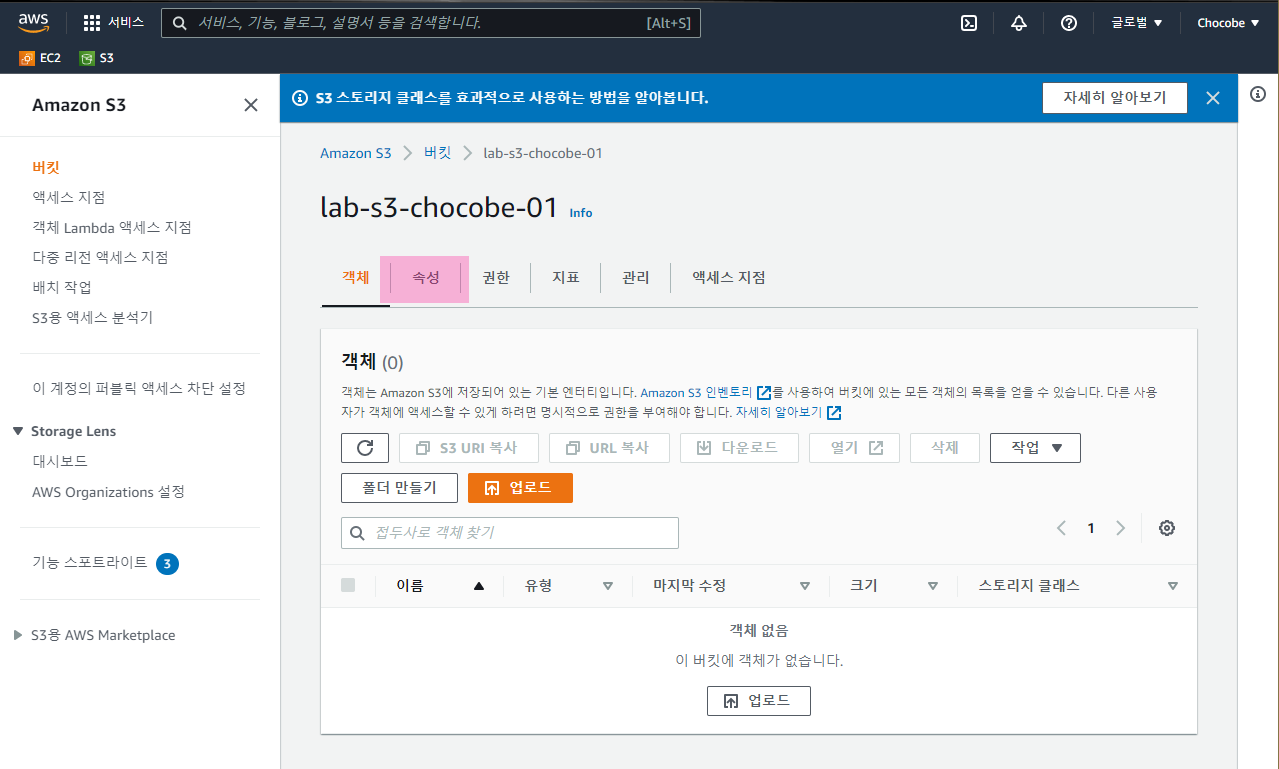 aws 서비스 서비스, 기능, 블로그, 설명서 등을 검색합니다. [Alt+S] 글로벌 Chocobe
EC2 S3
Amazon S3
버킷
액세스 지점
객체 Lambda 액세스 지점
다중 리전 액세스 지점
배치 작업
S3용 액세스 분석기
이 계정의 퍼블릭 액세스 차단 설정
Storage Lens
대시보드
AWS Organizations 설정
기능 스포트라이트 3
S3용 AWS Marketplace
S3 스토리지 클래스를 효과적으로 사용하는 방법을 알아봅니다. 자세히 알아보기
Amazon S3 버킷 lab-s3-chocobe-01
lab-s3-chocobe-01 Info
객체 속성 권한 지표 관리 액세스 지점
객체 (0)
객체는 Amazon S3에 저장되어 있는 기본 엔터티입니다. Amazon S3 인벤토리 를 사용하여 버킷에 있는 모든 객체의 목록을 얻을 수 있습니다. 다른 사용
자가 객체에 액세스할 수 있게 하려면 명시적으로 권한을 부여해야 합니다. 자세히 알아보기
S3 URI 복사 URL 복사 다운로드 열기 삭제 작업
폴더 만들기 업로드
접두사로 객체 찾기 1
이름 유형 마지막 수정 크기 스토리지 클래스
객체 없음
이 버킷에 객체가 없습니다.
업로드